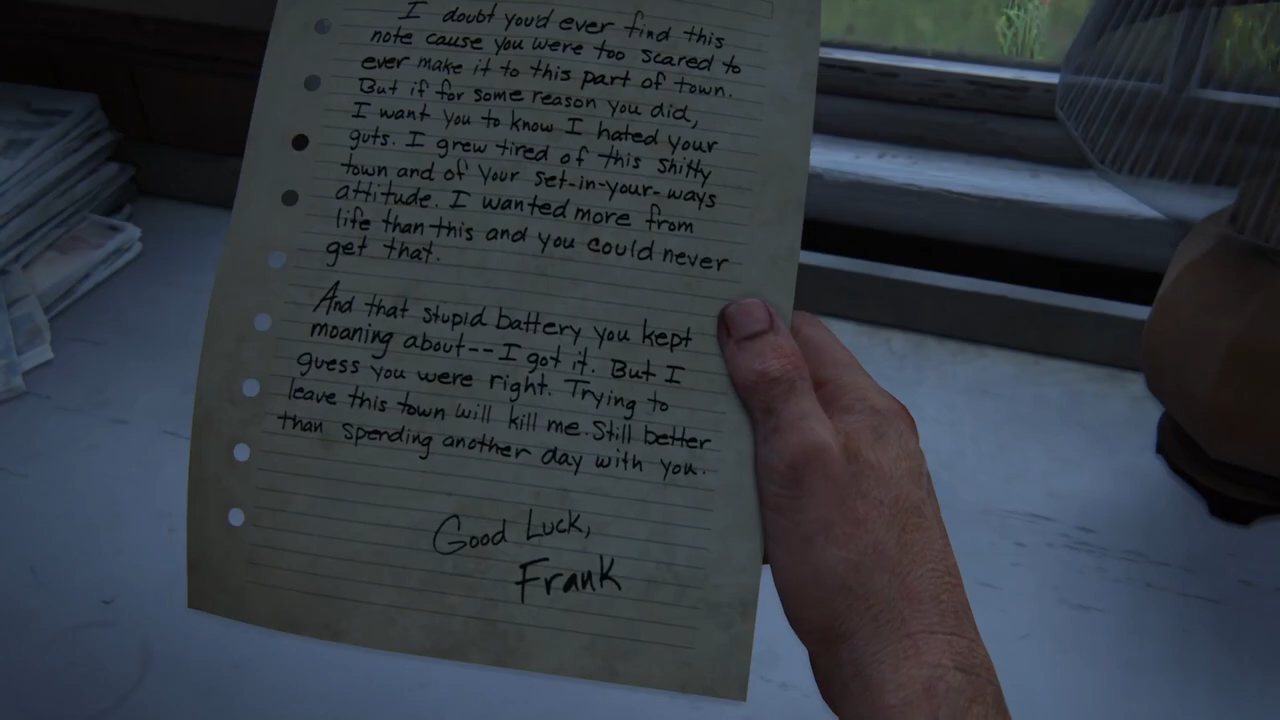 I doubt you'd ever find this
note cause you were too scared to
ever make it to this part of town.
But if for some reason you did,
I want you to know I hated your
guts. I grew tired of this shitty
town and of your set-in-your-ways
attitude. I wanted more from
life than this and you could never
get that.
And that stupid battery you kept
moaning about--I got it. But I
guess you were right. Trying to
leave this town will kill me. Still better
than spending another day with you.
Good Luck,
Frank